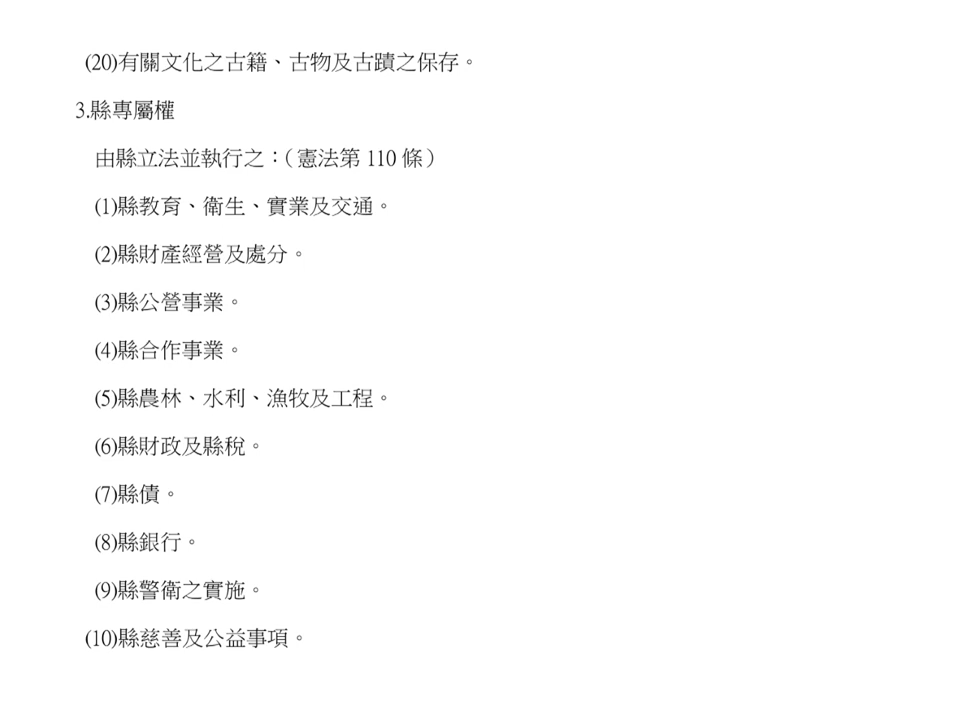 (20)有關文化之古籍、古物及古蹟之保存。
3.縣專屬權
由縣立法並執行之：（憲法第 110 條）
(1)縣教育、衛生、實業及交通。
(2)縣財產經營及處分。
(3)縣公營事業。
(4)縣合作事業。
(5)縣農林、水利、漁牧及工程。
(6)縣財政及縣稅。
(7)縣債。
(8)縣銀行。
(9)縣警衛之實施。
(10)縣慈善及公益事項。